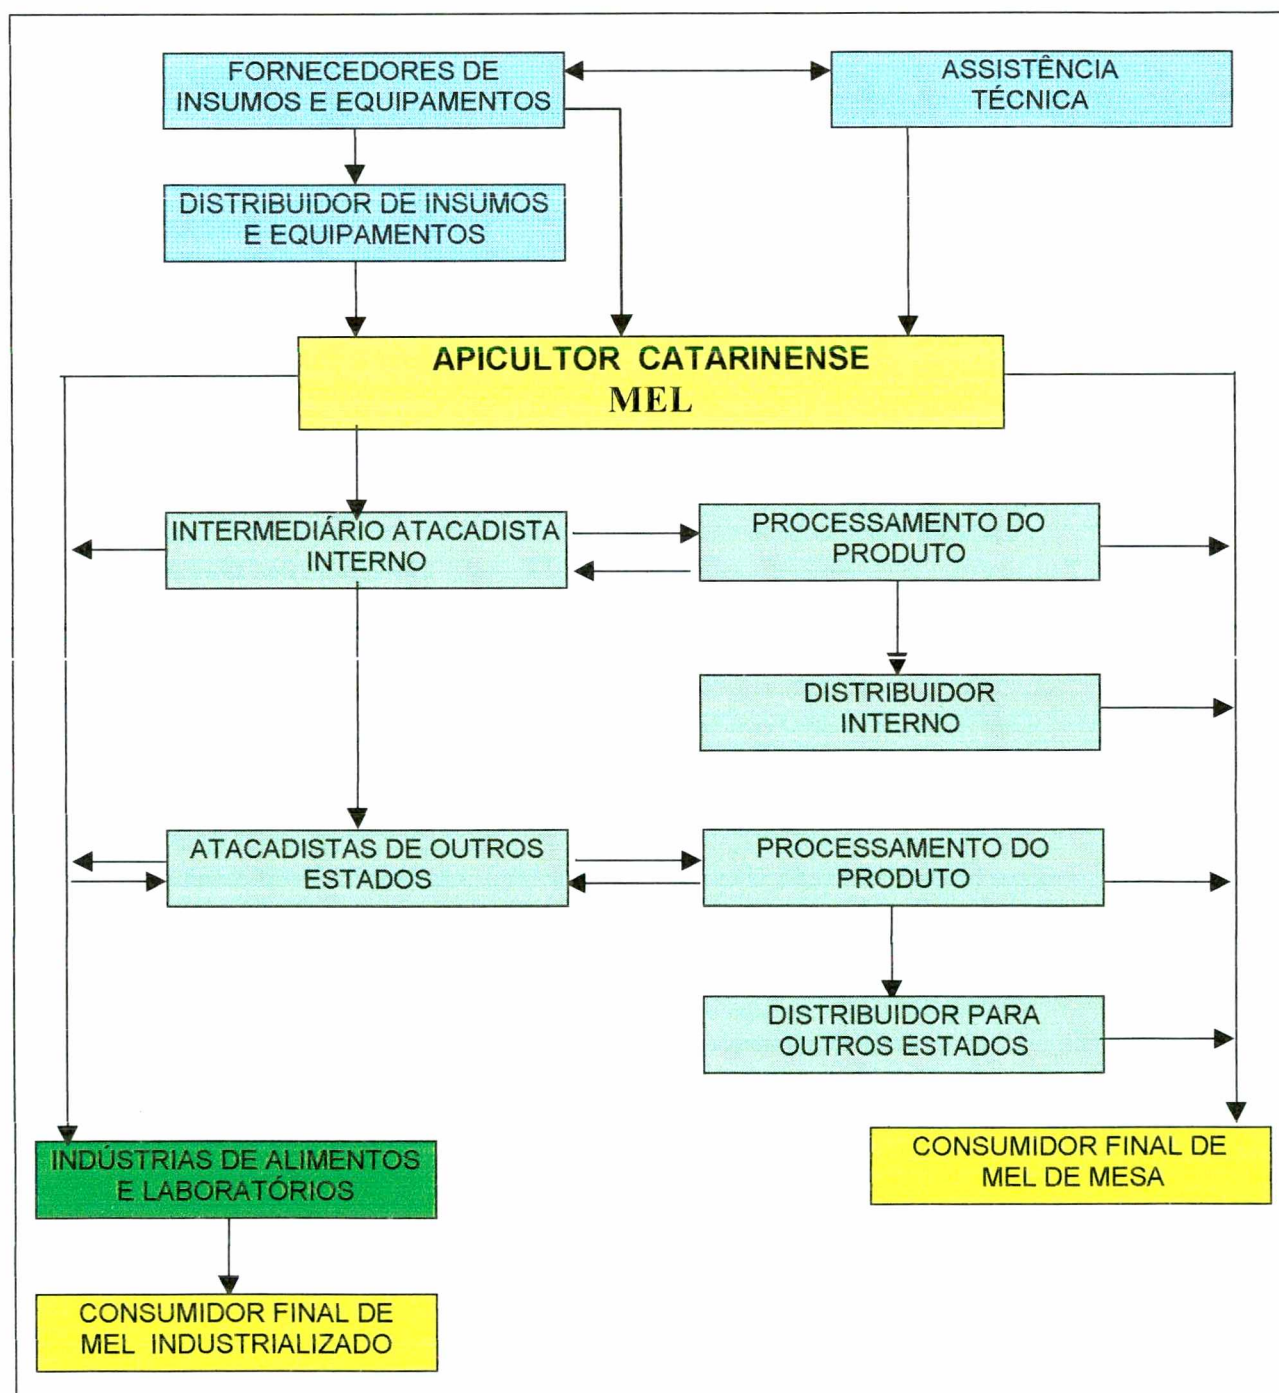 FORNECEDORES DE
INSUMOS E EQUIPAMENTOS
ASSISTÊNCIA
TÉCNICA
DISTRIBUIDOR DE INSUMOS
E EQUIPAMENTOS
APICULTOR CATARINENSE
MEL
INTERMEDIÁRIO ATACADISTA
INTERNO
PROCESSAMENTO DO
PRODUTO
DISTRIBUIDOR
INTERNO
ATACADISTAS DE OUTROS
ESTADOS
PROCESSAMENTO DO
PRODUTO
DISTRIBUIDOR PARA
OUTROS ESTADOS
INDÚSTRIAS DE ALIMENTOS
E LABORATÓRIOS
CONSUMIDOR FINAL DE
MEL DE MESA
CONSUMIDOR FINAL DE
MEL INDUSTRIALIZADO